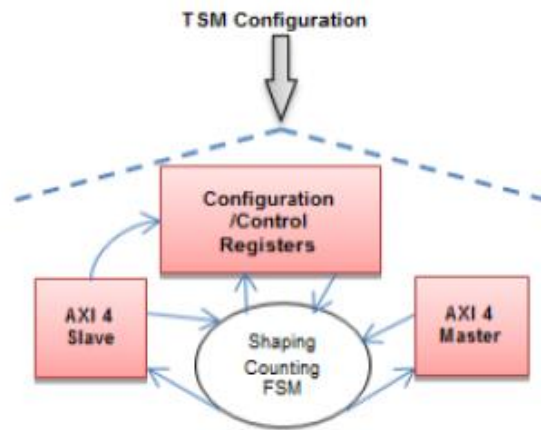 TSM Configuration
Configuration
/Control
Registers
AXI 4
Slave
Shaping
Counting
FSM
AXI 4
Master